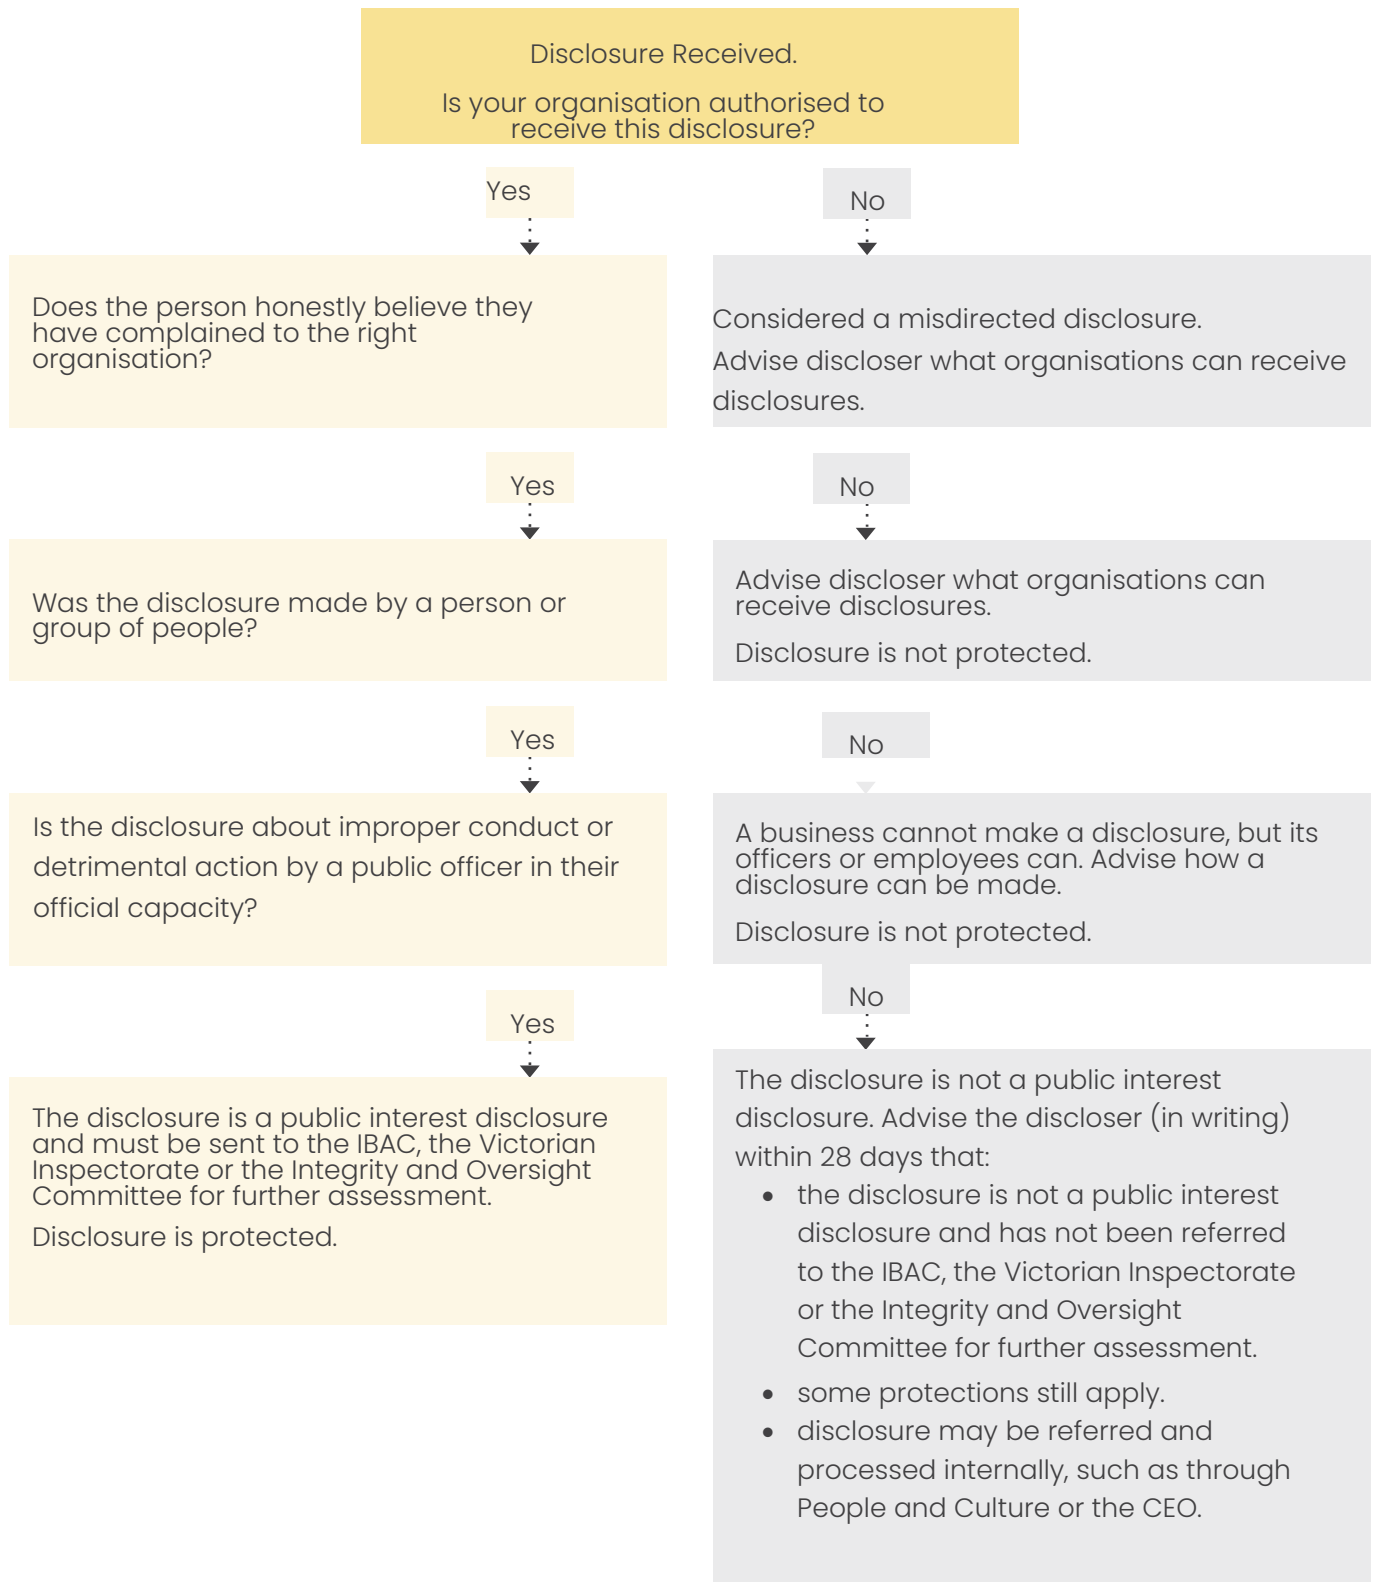 Disclosure Received.
Is your organisation authorised to
receive this disclosure?
Yes
No
Does the person honestly believe they
have complained to the right
organisation?
Considered a misdirected disclosure.
Advise discloser what organisations can receive
disclosures.
Yes
No
Was the disclosure made by a person or
group of people?
Advise discloser what organisations can
receive disclosures.
Disclosure is not protected.
Yes
No
Is the disclosure about improper conduct or
detrimental action by a public officer in their
official capacity?
A business cannot make a disclosure, but its
officers or employees can. Advise how a
disclosure can be made.
Disclosure is not protected.
Yes
No
The disclosure is a public interest disclosure
and must be sent to the IBAC, the Victorian
Inspectorate or the Integrity and Oversight
Committee for further assessment.
Disclosure is protected.
The disclosure is not a public interest
disclosure. Advise the discloser (in writing)
within 28 days that:
• the disclosure is not a public interest
disclosure and has not been referred
to the IBAC, the Victorian Inspectorate
or the Integrity and Oversight
Committee for further assessment.
• some protections still apply.
• disclosure may be referred and
processed internally, such as through
People and Culture or the CEO.